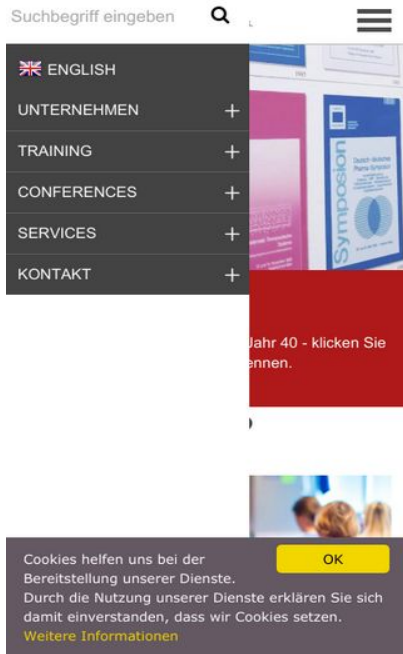 Suchbegriff eingeben
ENGLISH
UNTERNEHMEN
TRAINING
CONFERENCES
SERVICES
KONTAKT
Symposion
Jahr 40 - klicken Sie
ennen.
Cookies helfen uns bei der
Bereitstellung unserer Dienste.
Durch die Nutzung unserer Dienste erklären Sie sich
damit einverstanden, dass wir Cookies setzen.
Weitere Informationen
OK